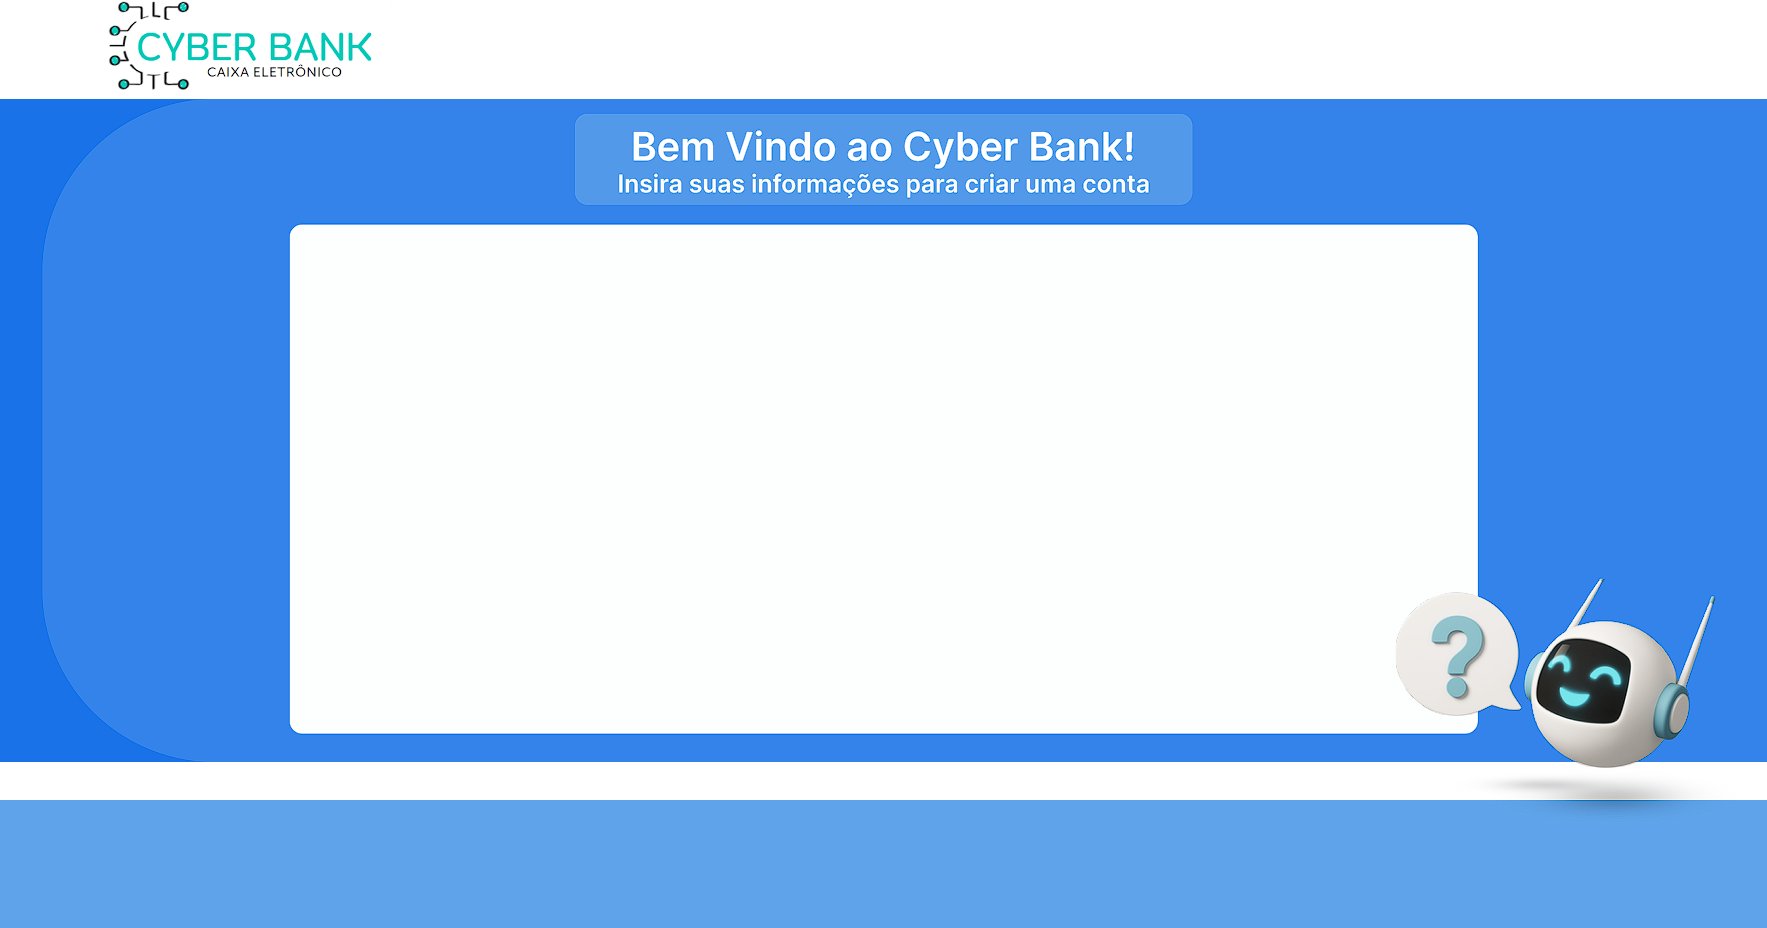 CYBER BANK
CAIXA ELETRÔNICO
Bem Vindo ao Cyber Bank!
Insira suas informações para criar uma conta
?